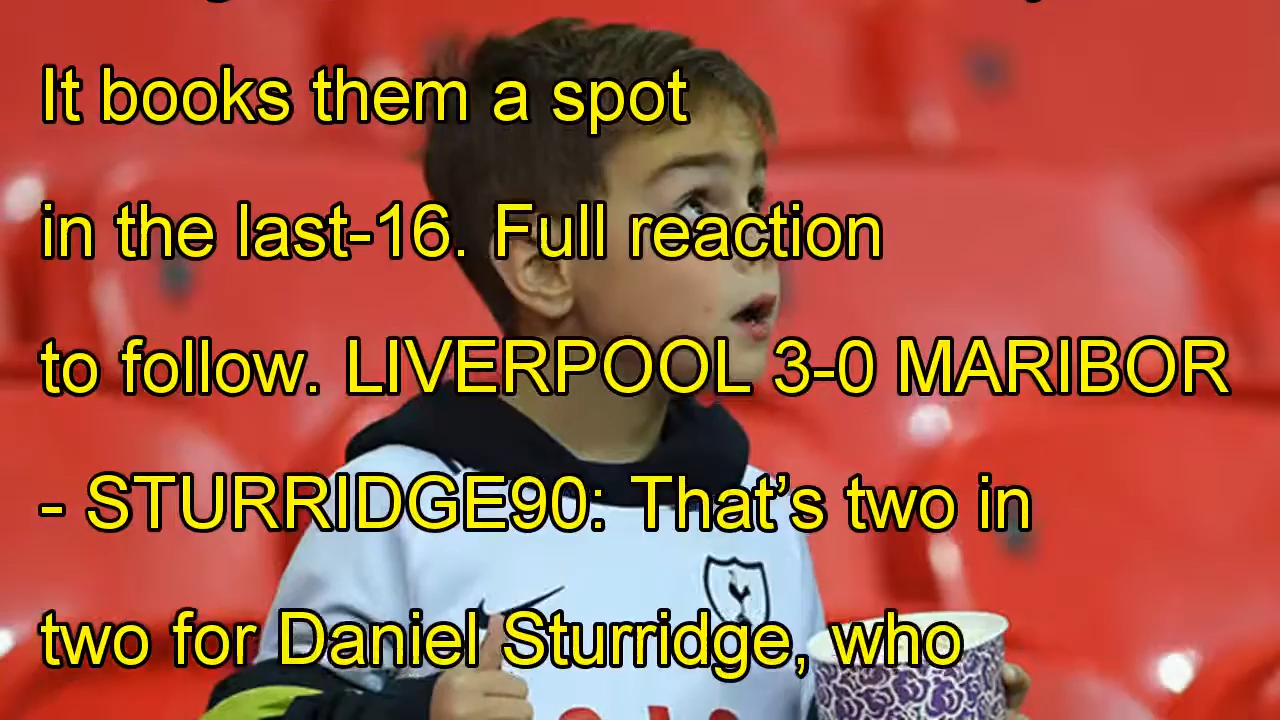 It books them a spot
in the last-16. Full reaction
to follow. LIVERPOOL 3-0 MARIBOR
- STURRIDGE90: That’s two in
two for Daniel Sturridge, who